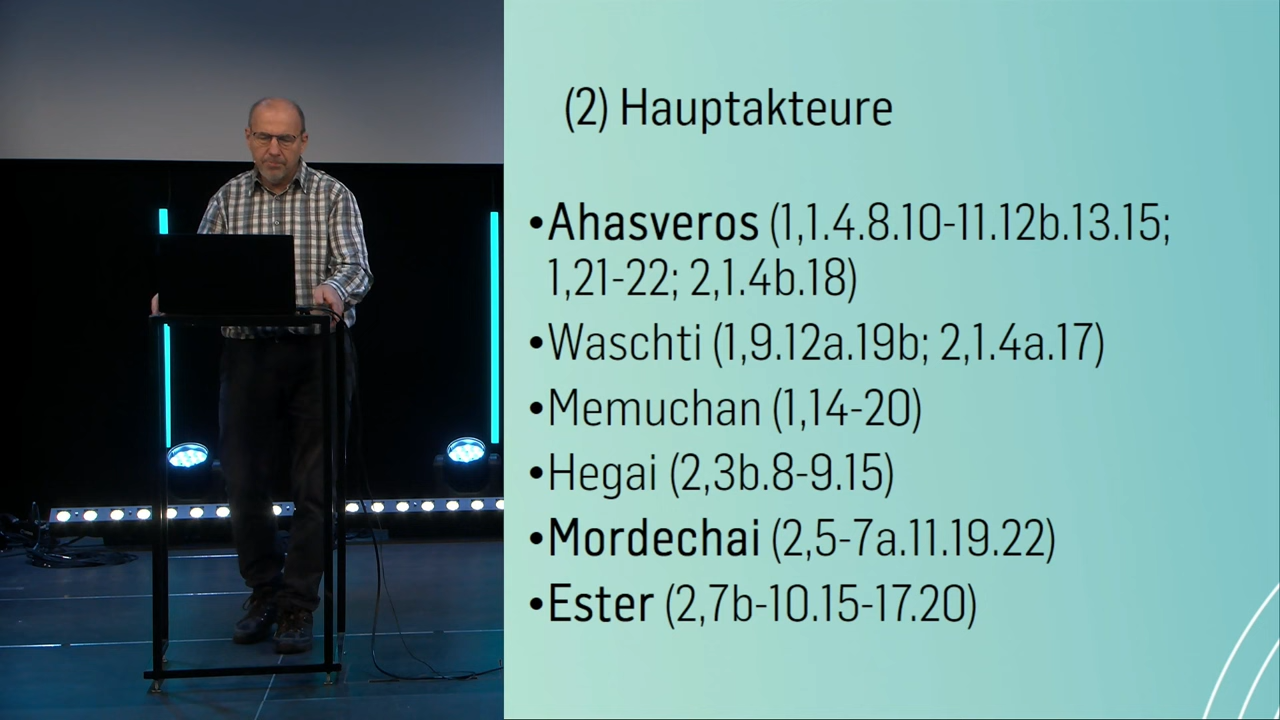 (2) Hauptakteure
•Ahasveros (1,1.4.8.10-11.12b.13.15;
1,21-22; 2,1.4b.18)
•Waschti (1,9.12a.19b; 2,1.4a.17)
•Memuchan (1,14-20)
•Hegai (2,3b.8-9.15)
•Mordechai (2,5-7a.11.19.22)
•Ester (2,7b-10.15-17.20)